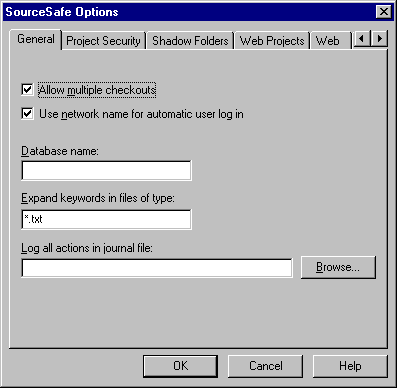 SourceSafe Options
General Project Security Shadow Folders Web Projects Web
Allow multiple checkouts
Use network name for automatic user log in
Database name:
Expand keywords in files of type:
*.txt
Log all actions in journal file:
Browse...
OK Cancel Help